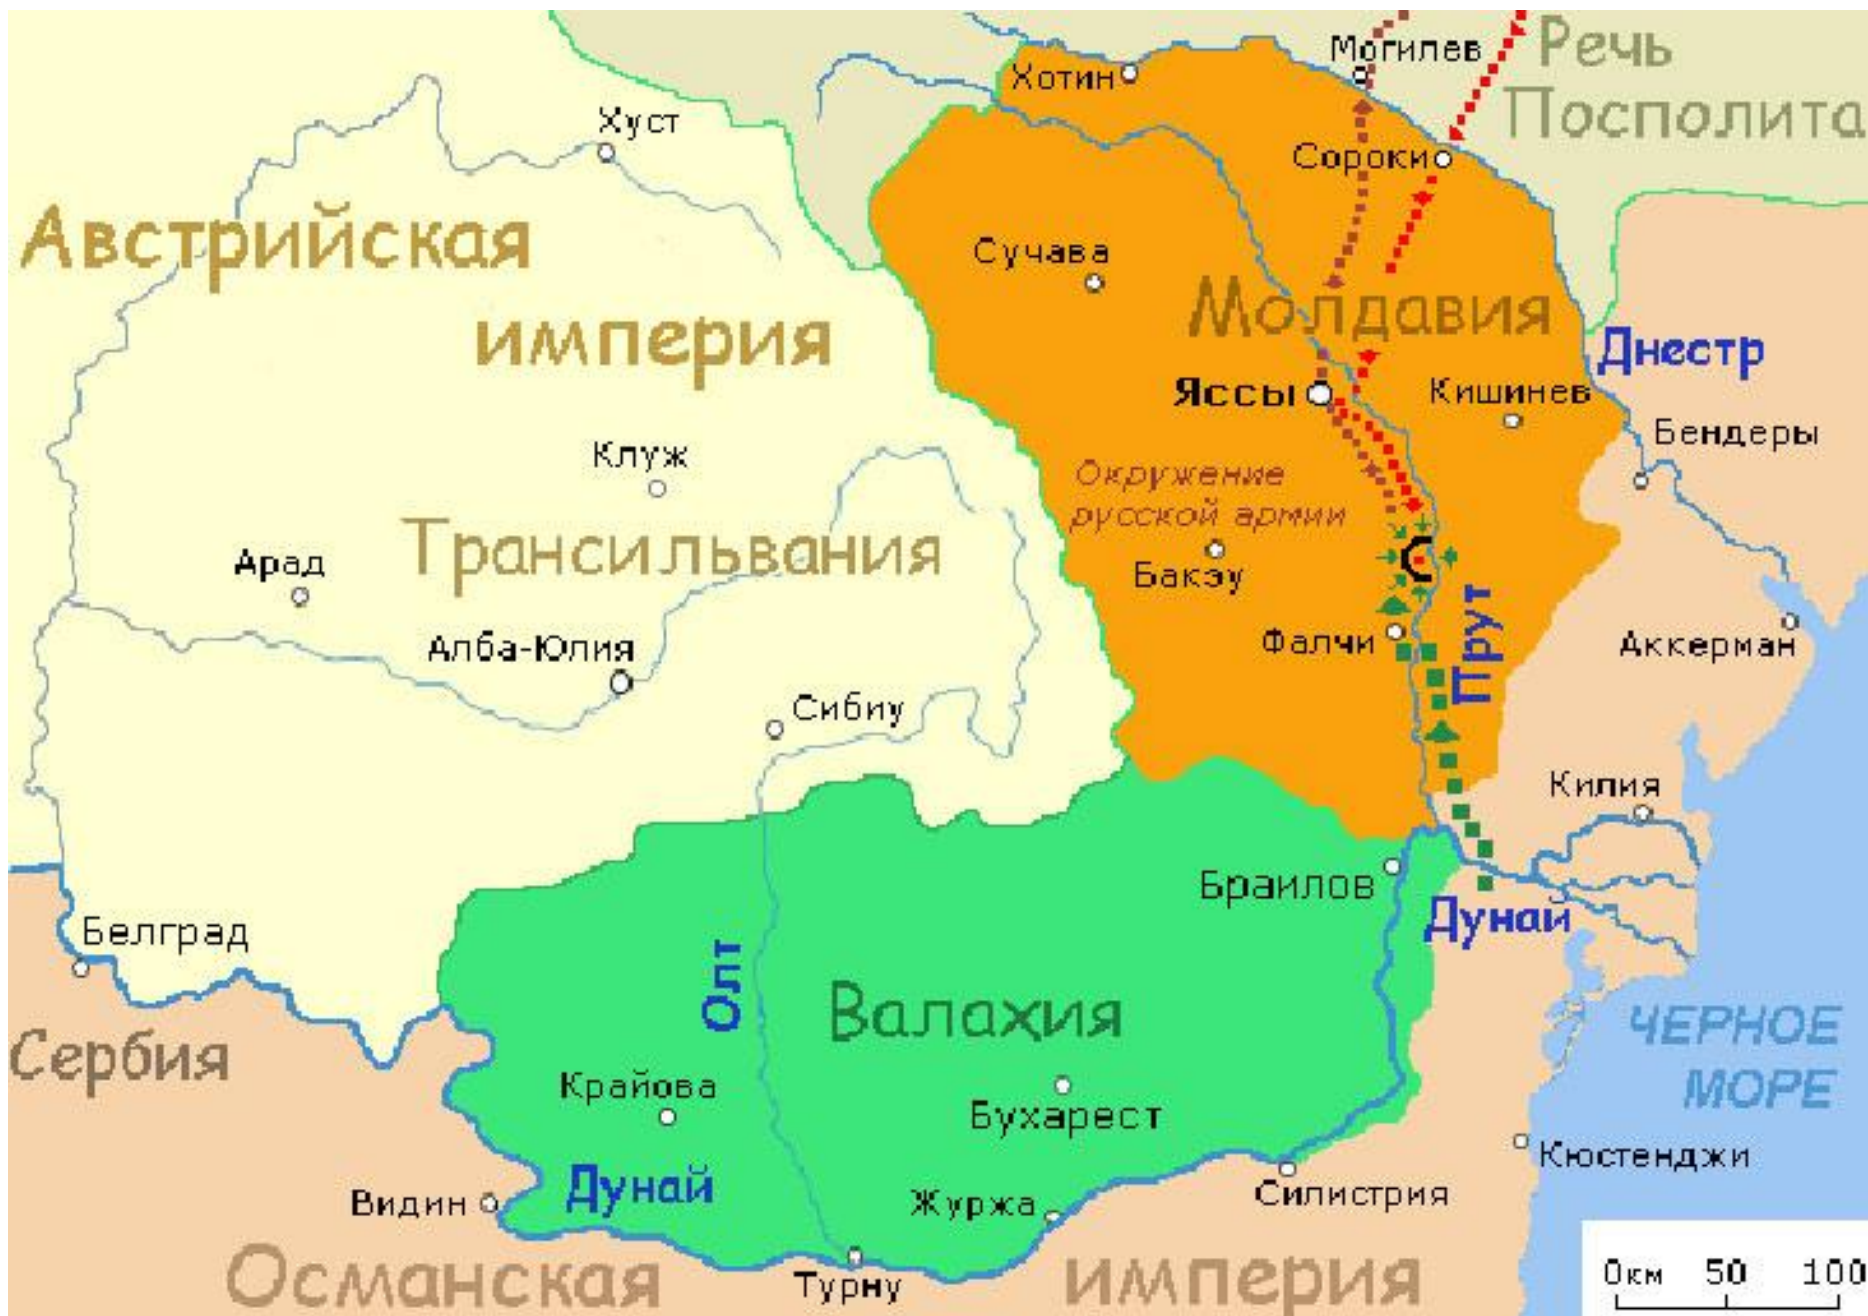 Речь
Посполита
Могилев
Хотин
Хуст
Сороки
Австрийская
империя
Сучава
Молдавия
Днестр
Яссы
Кишинев
Бендеры
Клуж
Окружение
русской армии
Трансильвания
Арад
Бакэу
Прут
Фалчи
Аккерман
Алба-Юлия
Сибиу
Килия
Браилов
Дунай
Белград
Олт
Валахия
ЧЕРНОЕ
МОРЕ
Сербия
Крайова
Бухарест
Кюстенджи
Дунай
Видин
Журжа
Силистрия
Османская
империя
Турну
0км 50 100